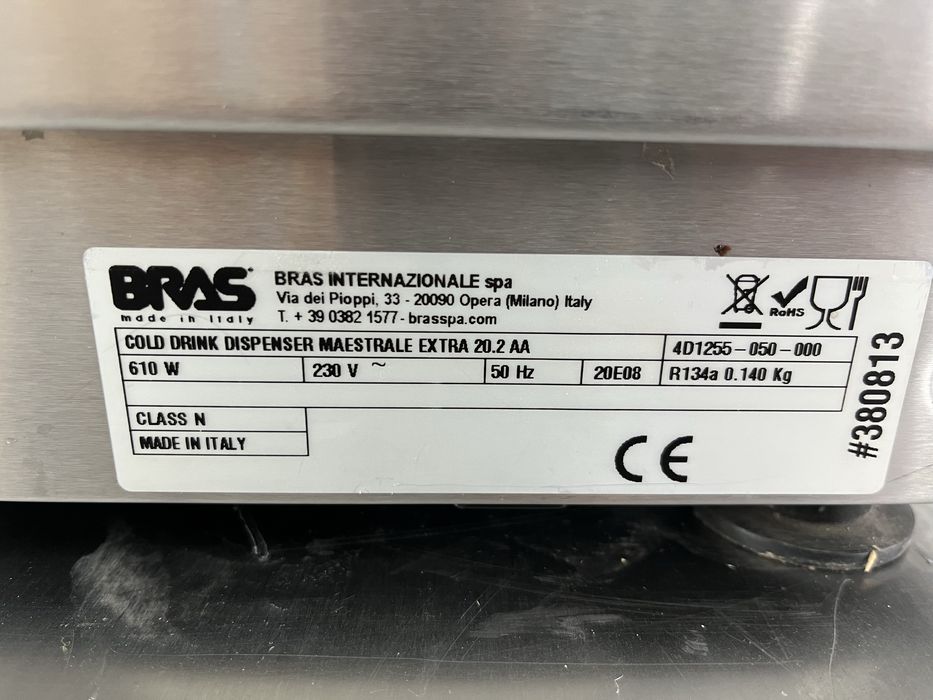 BRAS
made in Italy
BRAS INTERNAZIONALE spa
Via dei Pioppi, 33 - 20090 Opera (Milano) Italy
T. + 39 0382 1577 - brasspa.com
RoHS
COLD DRINK DISPENSER MAESTRALE EXTRA 20.2 AA
4D1255-050-000
610 W
230 V ~
50 Hz
20E08
R134a 0.140 Kg
CLASS N
MADE IN ITALY
CE
#380813